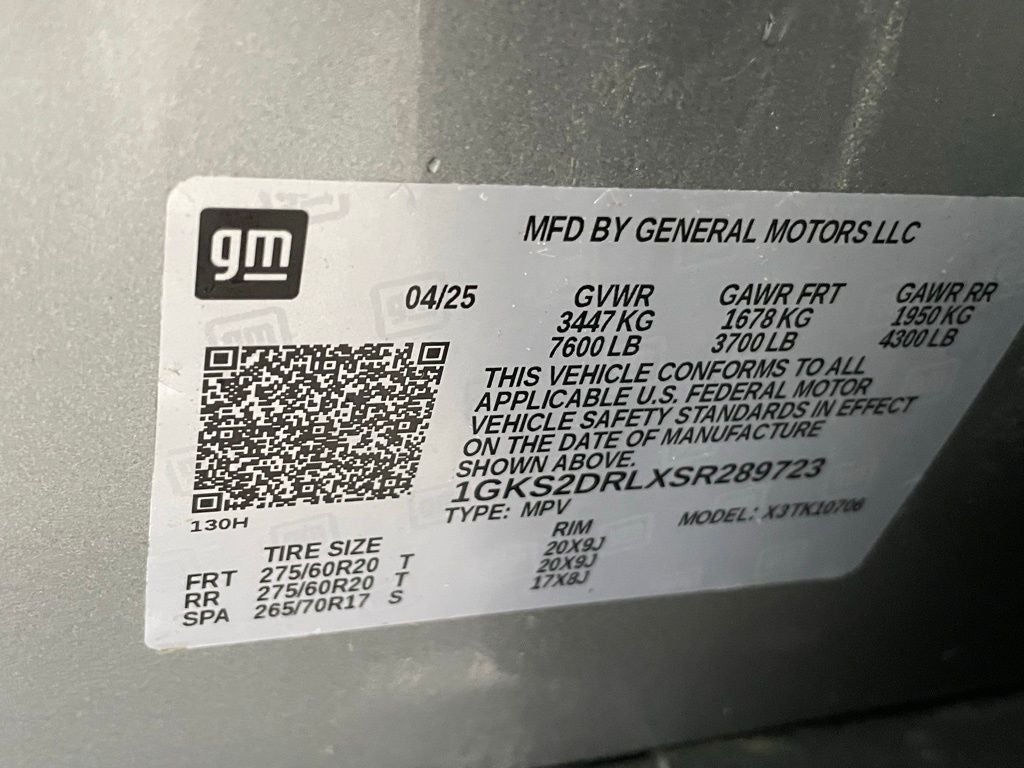 gm
MFD BY GENERAL MOTORS LLC
04/25 GVWR GAWR FRT GAWR RR
3447 KG 1678 KG 1950 KG
7600 LB 3700 LB 4300 LB
THIS VEHICLE CONFORMS TO ALL
APPLICABLE U.S. FEDERAL MOTOR
VEHICLE SAFETY STANDARDS IN EFFECT
ON THE DATE OF MANUFACTURE
SHOWN ABOVE.
1GKS2DRLXSR289723
TYPE: MPV MODEL: X3TK10706
130H
TIRE SIZE RIM
FRT 275/60R20 T 20X9J
RR 275/60R20 T 20X9J
SPA 265/70R17 S 17X8J